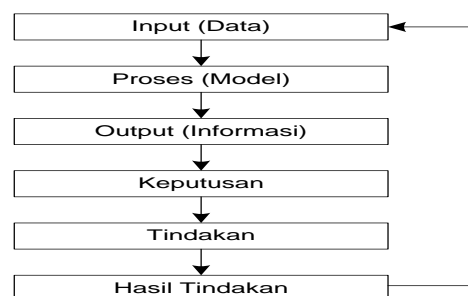 Input (Data)
Proses (Model)
Output (Informasi)
Keputusan
Tindakan
Hasil Tindakan